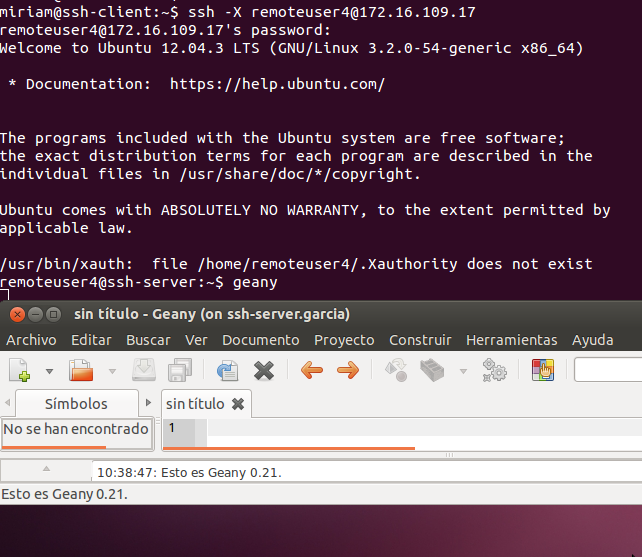 miriam@ssh-client:~$ ssh -X remoteuser4@172.16.109.17
remoteuser4@172.16.109.17's password:
Welcome to Ubuntu 12.04.3 LTS (GNU/Linux 3.2.0-54-generic x86_64)
* Documentation:  https://help.ubuntu.com/
The programs included with the Ubuntu system are free software;
the exact distribution terms for each program are described in the
individual files in /usr/share/doc/*/copyright.
Ubuntu comes with ABSOLUTELY NO WARRANTY, to the extent permitted by
applicable law.
/usr/bin/xauth:  file /home/remoteuser4/.Xauthority does not exist
remoteuser4@ssh-server:~$ geany
sin título - Geany (on ssh-server.garcia)
Archivo Editar Buscar Ver Documento Proyecto Construir Herramientas Ayuda
Símbolos sin título
No se han encontrado 1
10:38:47: Esto es Geany 0.21.
Esto es Geany 0.21.